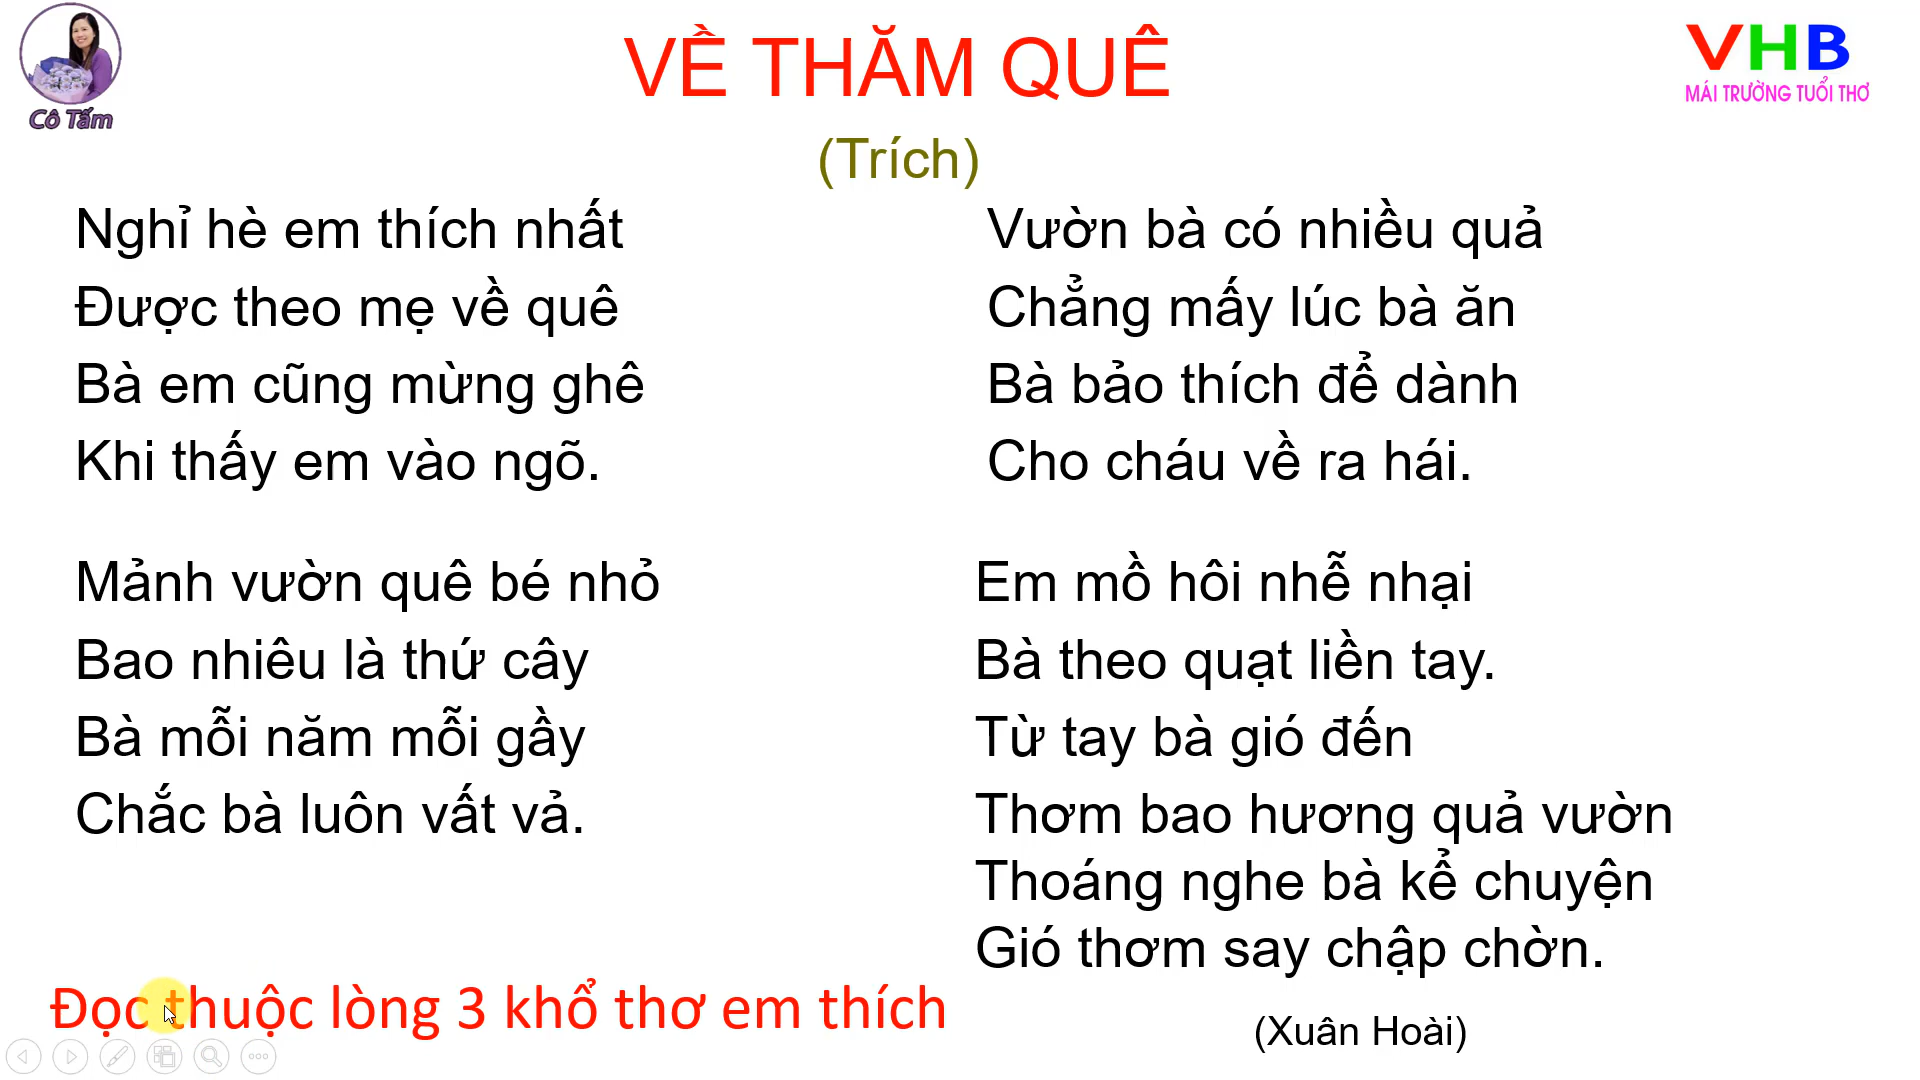 VỀ THĂM QUÊ
(Trích)
Cô Tấm
VHB
MÁI TRƯỜNG TUỔI THƠ
Nghỉ hè em thích nhất
Được theo mẹ về quê
Bà em cũng mừng ghê
Khi thấy em vào ngõ.
Mảnh vườn quê bé nhỏ
Bao nhiêu là thứ cây
Bà mỗi năm mỗi gầy
Chắc bà luôn vất vả.
Vườn bà có nhiều quả
Chẳng mấy lúc bà ăn
Bà bảo thích để dành
Cho cháu về ra hái.
Em mồ hôi nhễ nhại
Bà theo quạt liền tay.
Từ tay bà gió đến
Thơm bao hương quả vườn
Thoáng nghe bà kể chuyện
Gió thơm say chập chờn.
(Xuân Hoài)
Đọc thuộc lòng 3 khổ thơ em thích